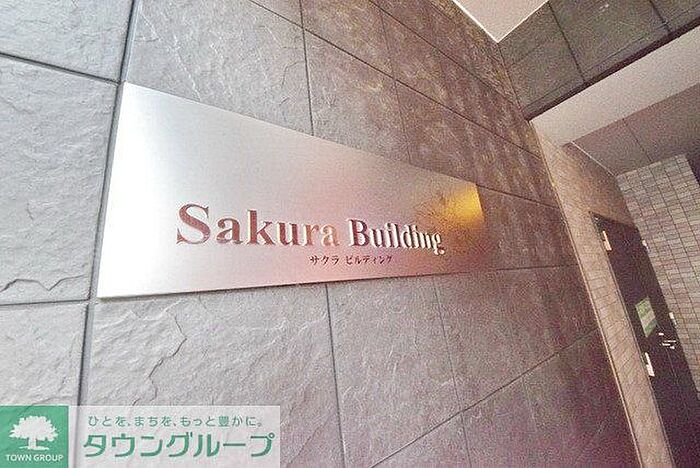 Sakura Building
サクラ ビルディング
ひとを、まちを、もっと豊かに。
タウングループ
TOWN GROUP